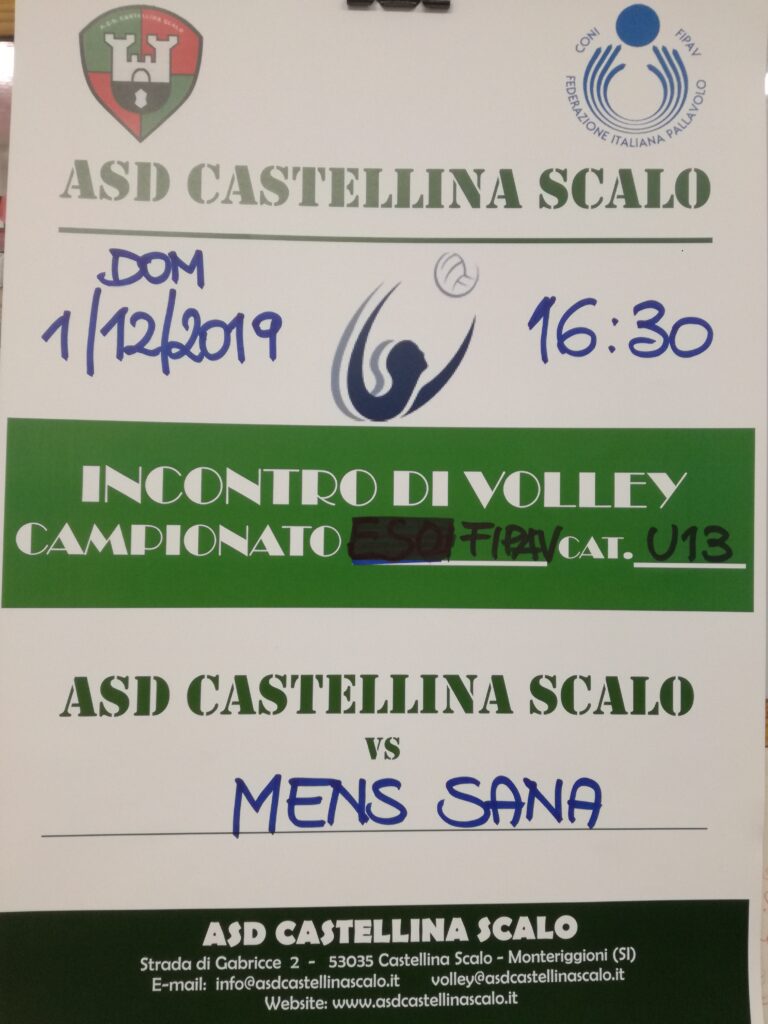 A.S.D. CASTELLINA SCALO
CONI FIPAV
FEDERAZIONE ITALIANA PALLAVOLO
ASD CASTELLINA SCALO
DOM
1/12/2019 16:30
INCONTRO DI VOLLEY
CAMPIONATO FIPAV CAT. U13
ASD CASTELLINA SCALO
VS
MENS SANA
ASD CASTELLINA SCALO
Strada di Gabricce 2 - 53035 Castellina Scalo - Monteriggioni (SI)
E-mail: info@asdcastellinascalo.it volley@asdcastellinascalo.it
Website: www.asdcastellinascalo.it